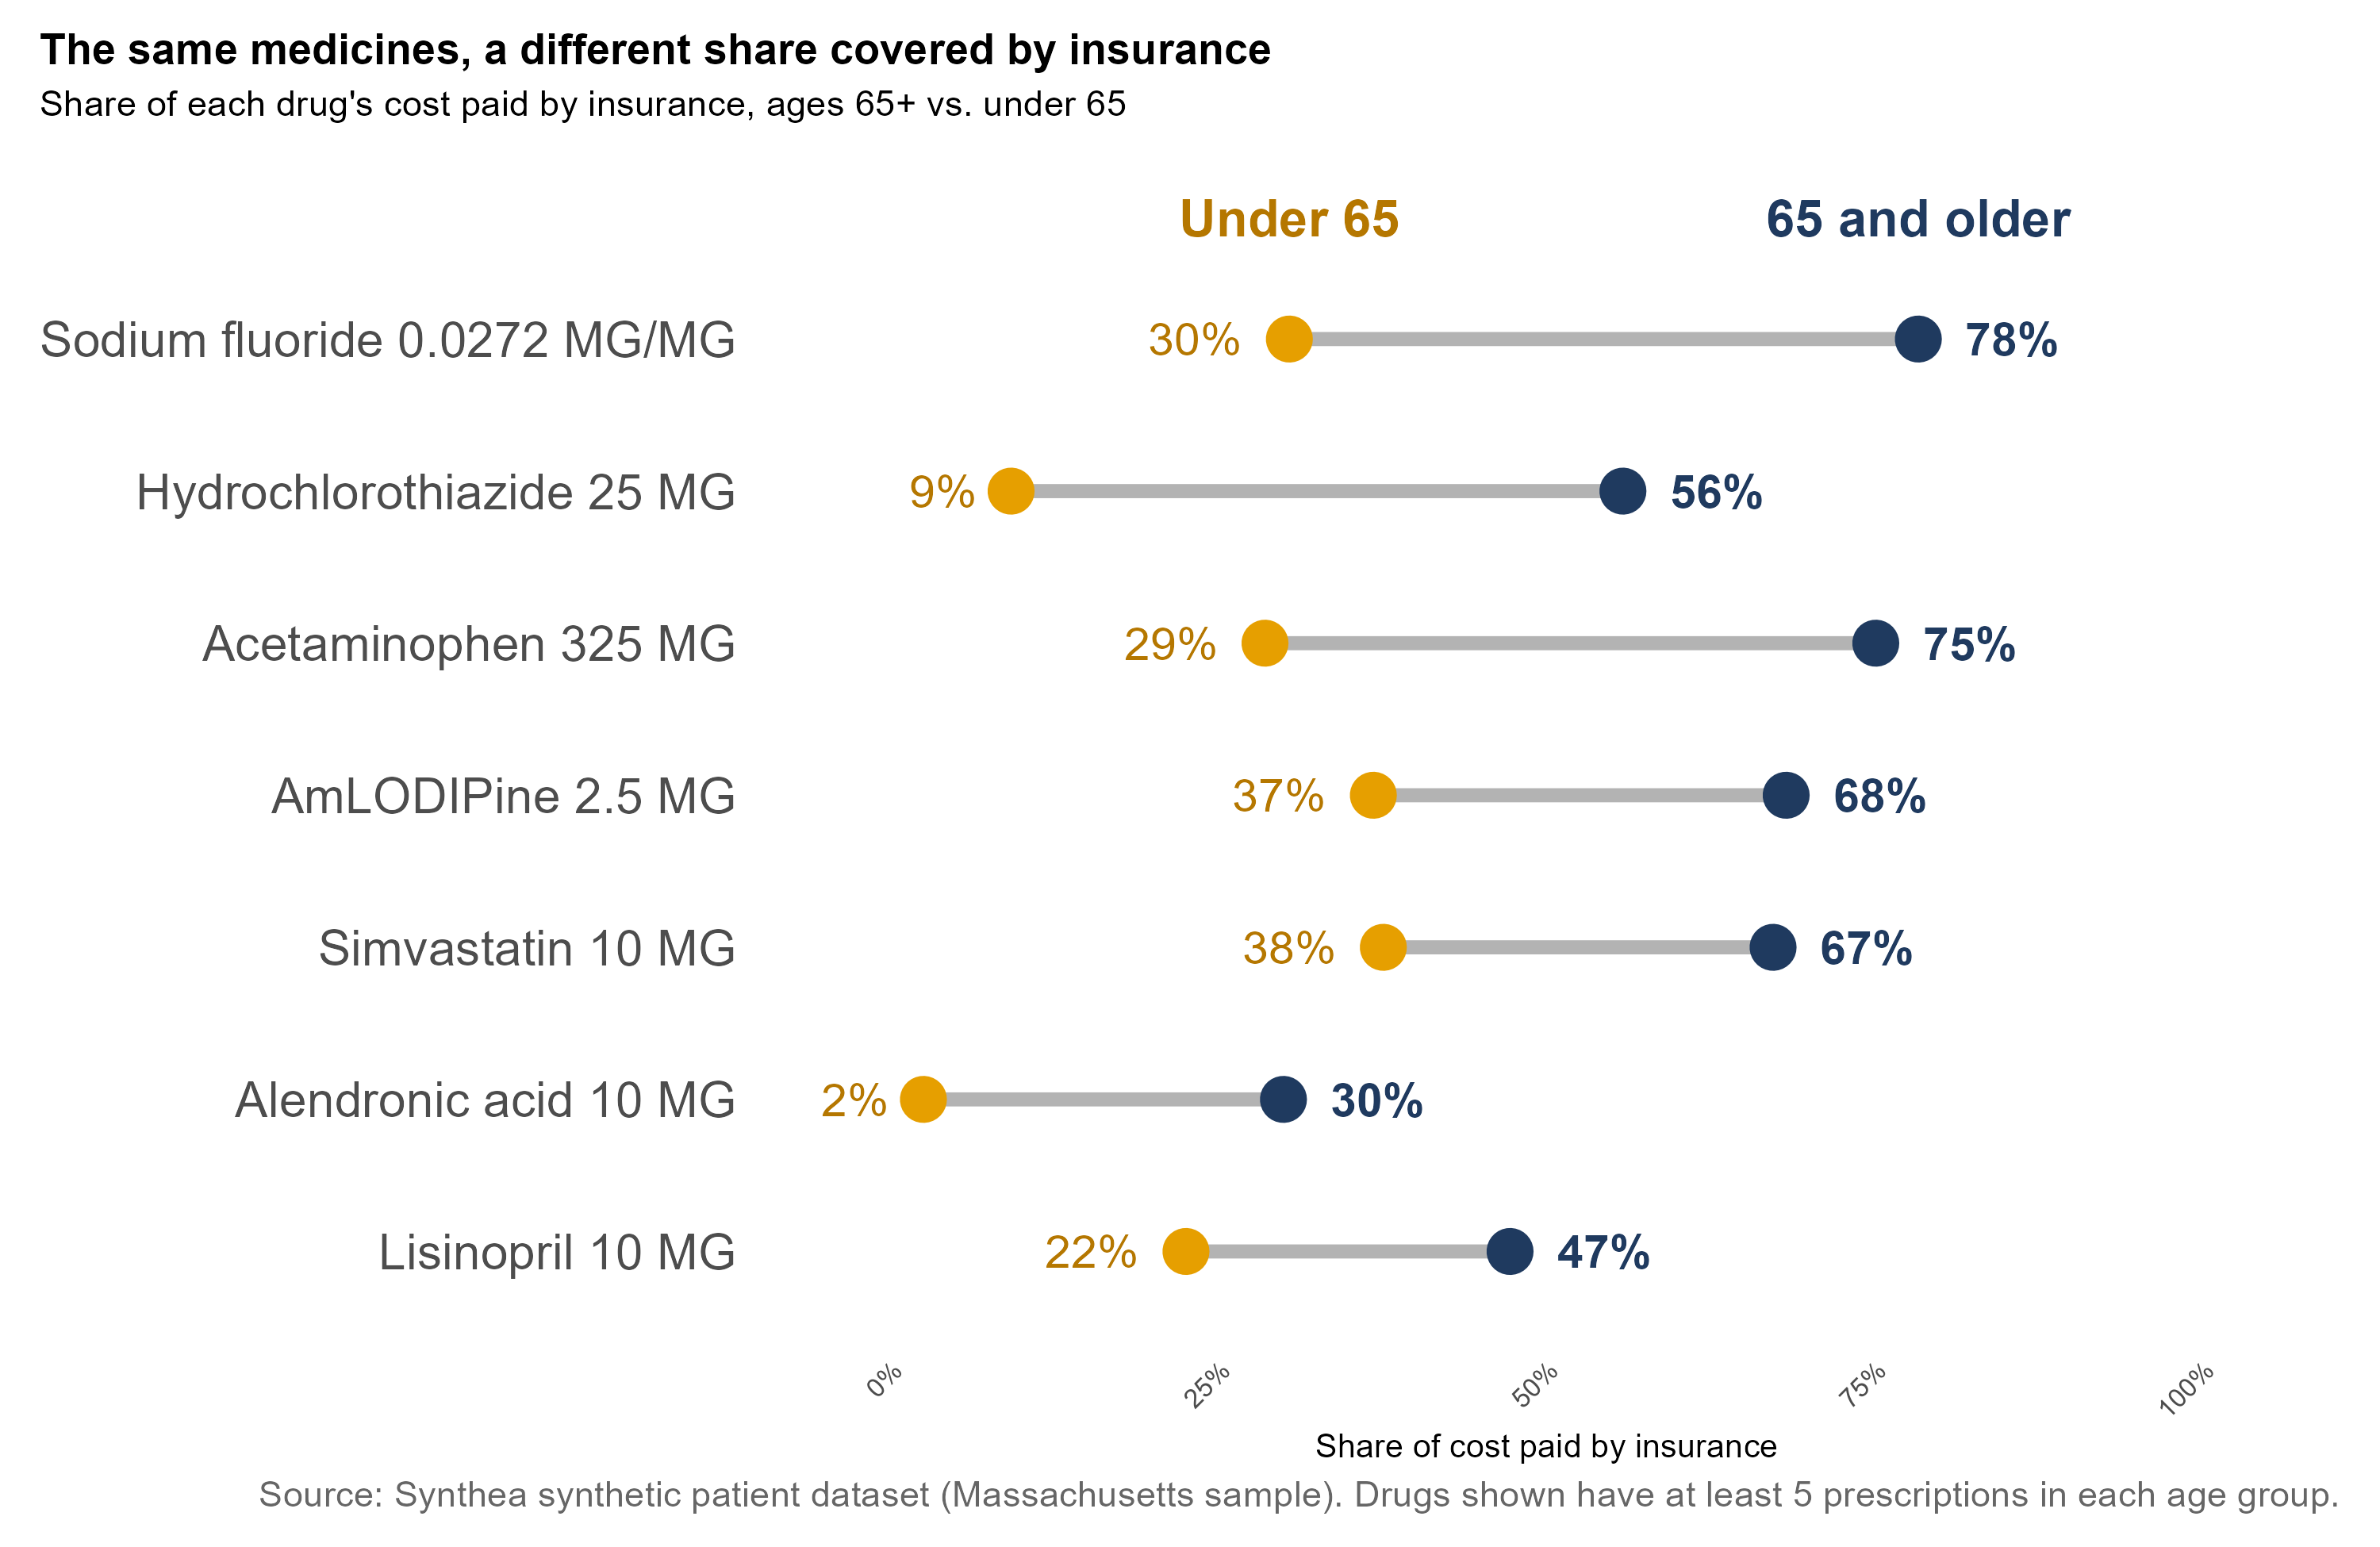 The same medicines, a different share covered by insurance
Share of each drug's cost paid by insurance, ages 65+ vs. under 65
Under 65 65 and older
Sodium fluoride 0.0272 MG/MG 30% 78%
Hydrochlorothiazide 25 MG 9% 56%
Acetaminophen 325 MG 29% 75%
AmLODIPine 2.5 MG 37% 68%
Simvastatin 10 MG 38% 67%
Alendronic acid 10 MG 2% 30%
Lisinopril 10 MG 22% 47%
0% 25% 50% 75% 100%
Share of cost paid by insurance
Source: Synthea synthetic patient dataset (Massachusetts sample). Drugs shown have at least 5 prescriptions in each age group.